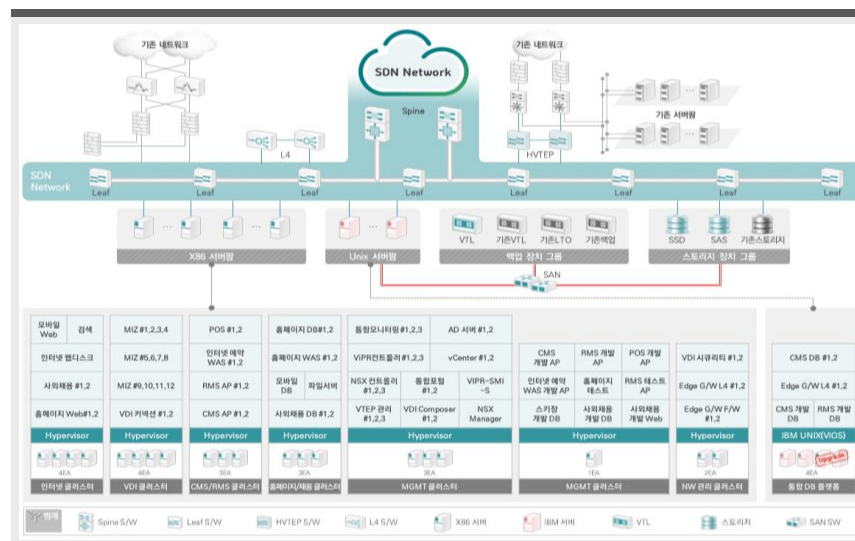 기존 네트워크
SDN Network
기존 네트워크
Spine
기존 서버팜
L4
HVTEP
SDN
Network
Leaf
Leaf
Leaf
Leaf
Leaf
Leaf
Leaf
Leaf
X86 서버팜
Unix 서버팜
VTL
기존VTL
기존LTO
기존백업
백업 장치 그룹
SSD
SAS
기존스토리지
스토리지 장치 그룹
SAN
모바일
Web
검색
인터넷 웹디스크
사외채용 #1,2
홈페이지 Web#1,2
Hypervisor
4EA
인터넷 클러스터
MIZ #1,2,3,4
MIZ #5,6,7,8
MIZ #9,10,11,12
VDI 커넥션 #1,2
Hypervisor
4EA
VDI 클러스터
POS #1,2
인터넷 예약
WAS #1,2
RMS AP #1,2
CMS AP #1,2
Hypervisor
3EA
CMS/RMS 클러스터
홈페이지 DB#1,2
홈페이지 WAS #1,2
모바일
DB
파일서버
사외채용 DB #1,2
Hypervisor
3EA
홈페이지/채용 클러스터
통합모니터링 #1,2,3
AD 서버 #1,2
VIPR컨트롤러 #1,2,3
vCenter #1,2
NSX 컨트롤러
#1,2,3
통합포털
#1,2
VIPR-SMI
-S
VTEP 관리
#1,2,3
VDI Composer
#1,2
NSX
Manager
Hypervisor
3EA
MGMT 클러스터
CMS
개발 AP
RMS 개발
AP
POS 개발
AP
인터넷 예약
WAS 개발 AP
홈페이지
테스트
RMS 테스트
AP
스키장
개발 DB
사외채용
개발 DB
사외채용
개발 Web
Hypervisor
1EA
MGMT 클러스터
VDI 시큐리티 #1,2
Edge G/W L4 #1,2
Edge G/W F/W
#1,2
Hypervisor
2EA
NW 관리 클러스터
CMS DB #1,2
Edge G/W L4 #1,2
CMS 개발
DB
RMS 개발
DB
IBM UNIX(VIOS)
Upgrade
4EA
통합 DB 플랫폼
범례
Spine S/W
Leaf S/W
HVTEP S/W
L4 S/W
X86 서버
IBM 서버
VTL
스토리지
SAN SW